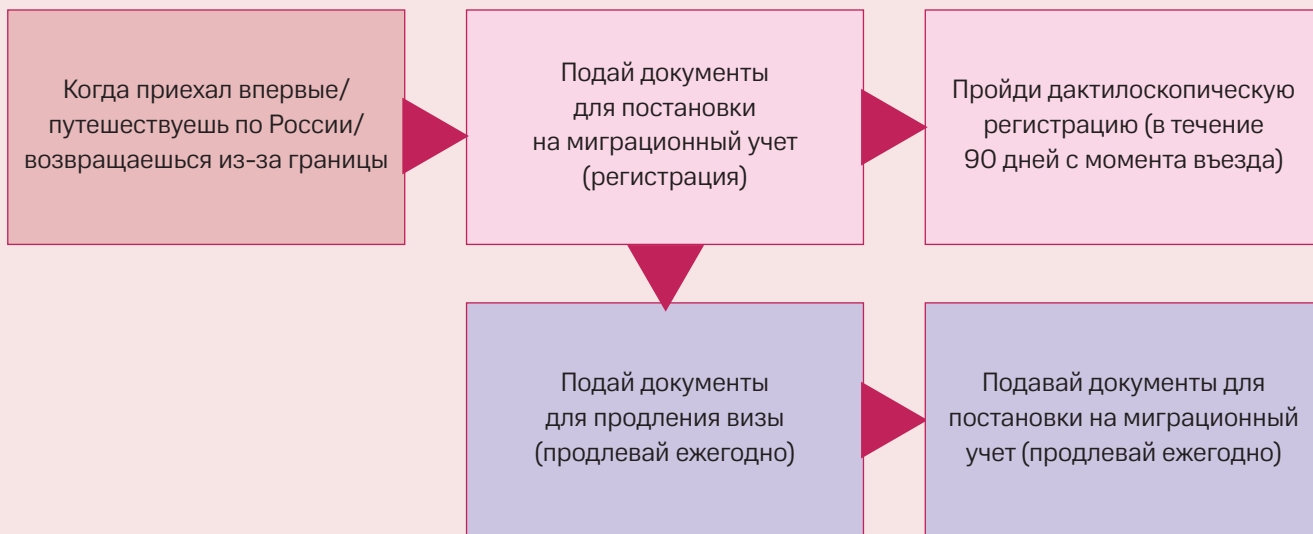 Когда приехал впервые/
путешествуешь по России/
возвращаешься из-за границы
Подай документы
для постановки
на миграционный учет
(регистрация)
Пройди дактилоскопическую
регистрацию (в течение
90 дней с момента въезда)
Подай документы
для продления визы
(продлевай ежегодно)
Подавай документы для
постановки на миграционный
учет (продлевай ежегодно)